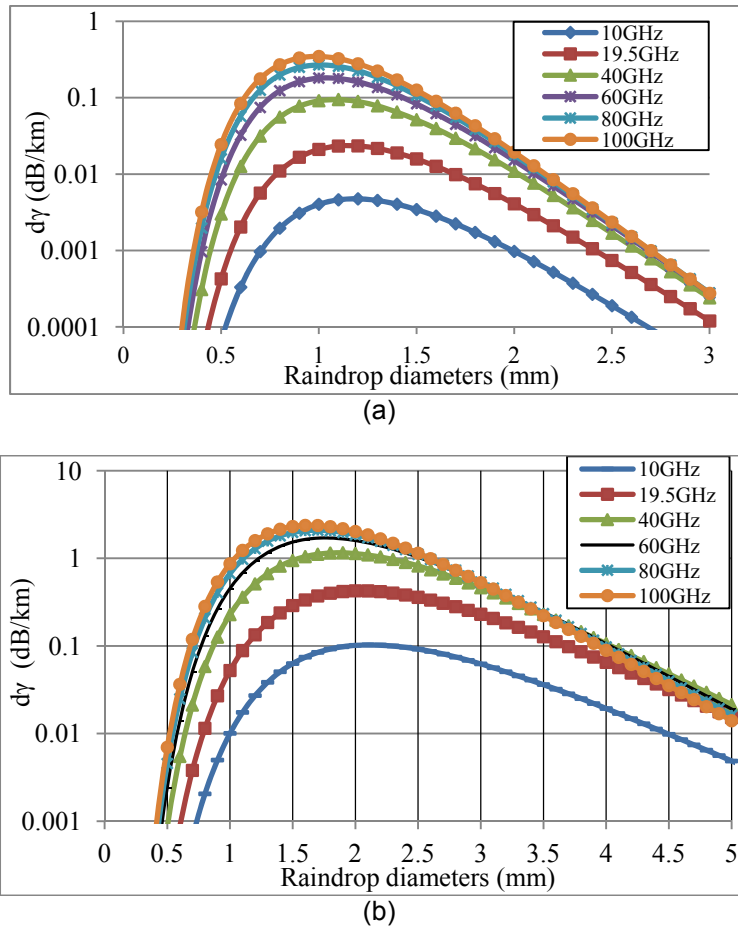 1
0.1
0.01
0.001
0.0001
dγ (dB/km)
10GHz
19.5GHz
40GHz
60GHz
80GHz
100GHz
0 0.5 1 1.5 2 2.5 3
Raindrop diameters (mm)
(a)
10
1
0.1
0.01
0.001
dγ (dB/km)
10GHz
19.5GHz
40GHz
60GHz
80GHz
100GHz
0 0.5 1 1.5 2 2.5 3 3.5 4 4.5 5
Raindrop diameters (mm)
(b)